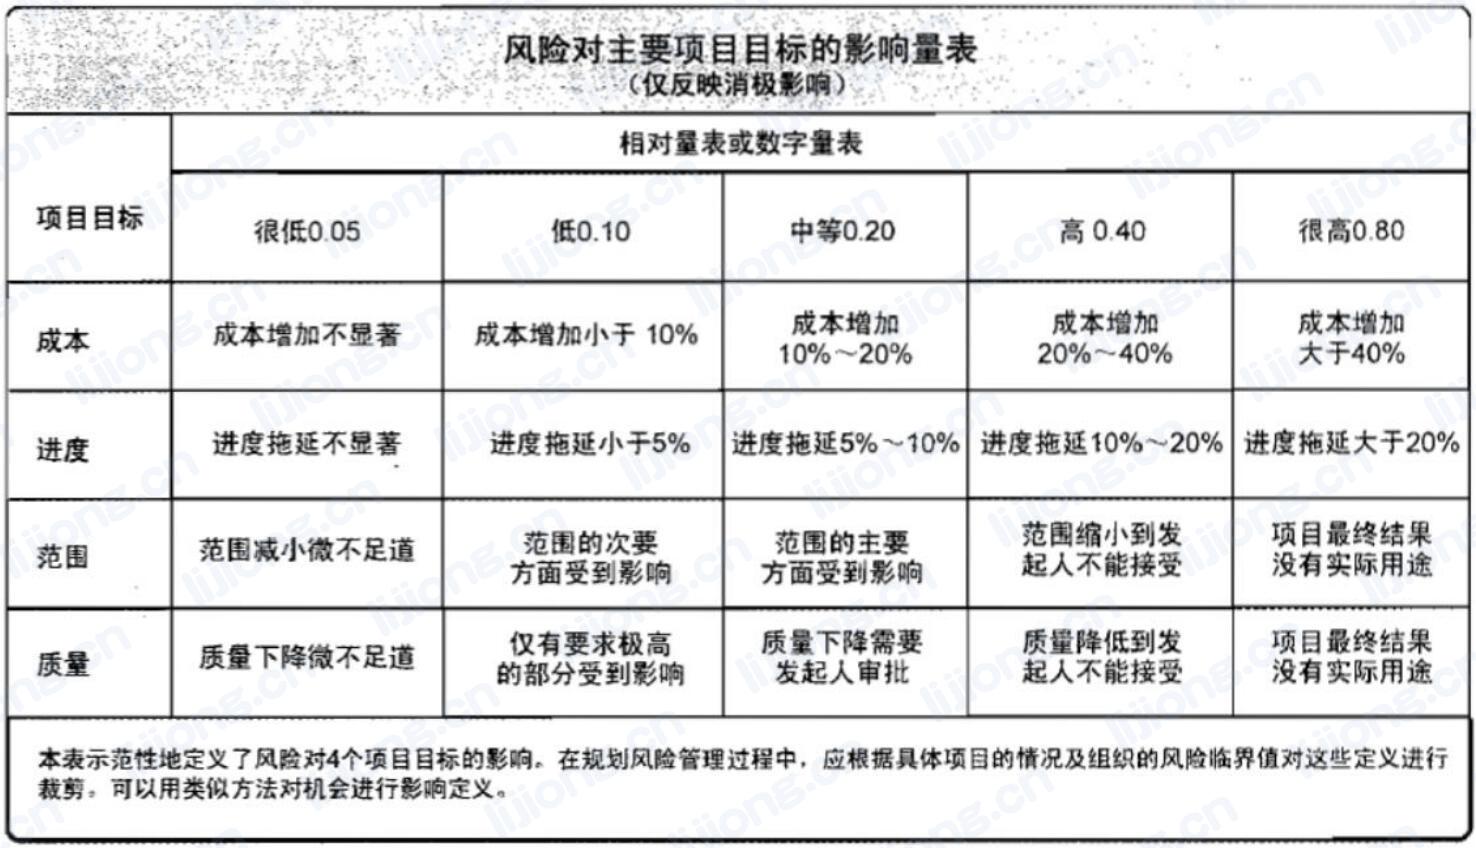 风险对主要项目目标的影响量表
（仅反映消极影响）
相对量表或数字量表
项目目标
很低0.05
低0.10
中等0.20
高 0.40
很高0.80
成本
成本增加不显著
成本增加小于 10%
成本增加
10%～20%
成本增加
20%～40%
成本增加
大于40%
进度
进度拖延不显著
进度拖延小于5%
进度拖延5%～10%
进度拖延10%～20%
进度拖延大于20%
范围
范围减小微不足道
范围的次要
方面受到影响
范围的主要
方面受到影响
范围缩小到发
起人不能接受
项目最终结果
没有实际用途
质量
质量下降微不足道
仅有要求极高
的部分受到影响
质量下降需要
发起人审批
质量降低到发
起人不能接受
项目最终结果
没有实际用途
本表示范性地定义了风险对4个项目目标的影响。在规划风险管理过程中，应根据具体项目的情况及组织的风险临界值对这些定义进行
裁剪。可以用类似方法对机会进行影响定义。
lijiong.cn